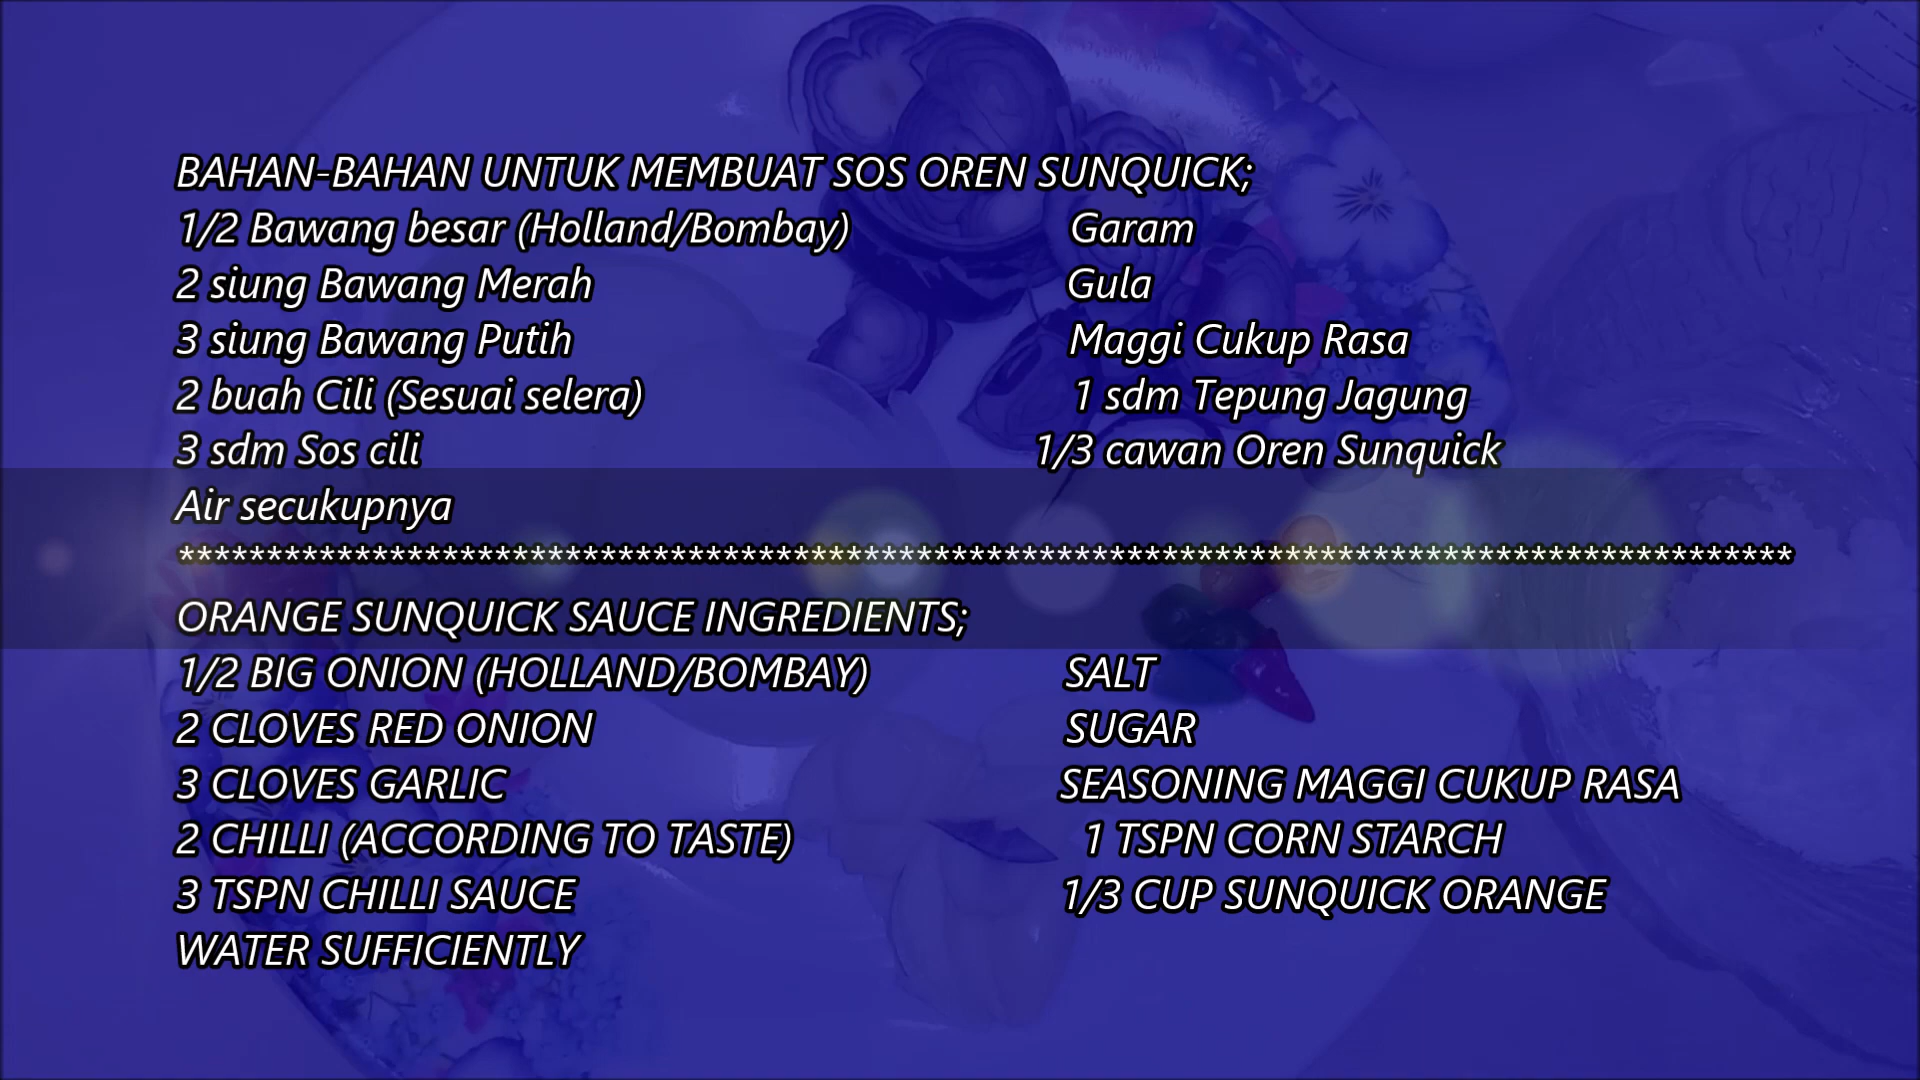 BAHAN-BAHAN UNTUK MEMBUAT SOS OREN SUNQUICK;
1/2 Bawang besar (Holland/Bombay) Garam
2 siung Bawang Merah Gula
3 siung Bawang Putih Maggi Cukup Rasa
2 buah Cili (Sesuai selera) 1 sdm Tepung Jagung
3 sdm Sos cili 1/3 cawan Oren Sunquick
Air secukupnya
********************************************************************************************
ORANGE SUNQUICK SAUCE INGREDIENTS;
1/2 BIG ONION (HOLLAND/BOMBAY) SALT
2 CLOVES RED ONION SUGAR
3 CLOVES GARLIC SEASONING MAGGI CUKUP RASA
2 CHILLI (ACCORDING TO TASTE) 1 TSPN CORN STARCH
3 TSPN CHILLI SAUCE 1/3 CUP SUNQUICK ORANGE
WATER SUFFICIENTLY